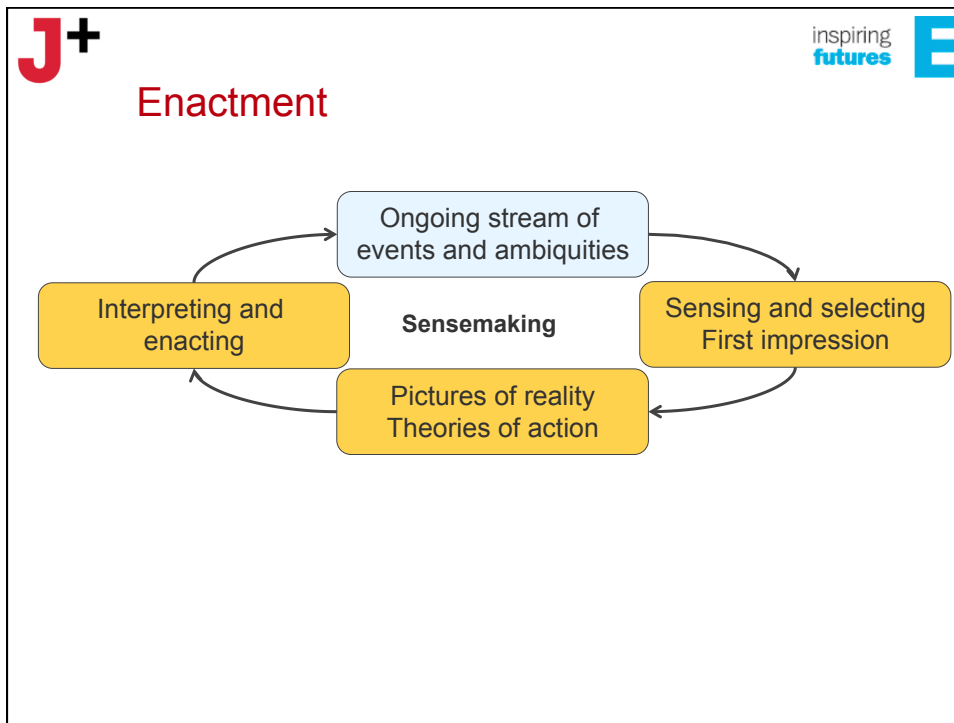 J+
inspiring
futures
E
Enactment
Ongoing stream of
events and ambiquities
Interpreting and
enacting
Sensemaking
Sensing and selecting
First impression
Pictures of reality
Theories of action